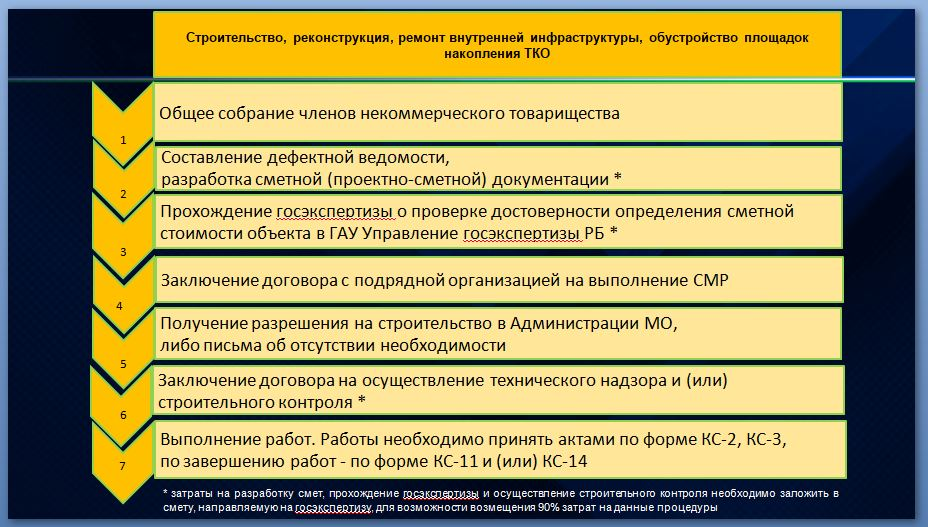 Строительство, реконструкция, ремонт внутренней инфраструктуры, обустройство площадок
накопления ТКО
1
Общее собрание членов некоммерческого товарищества
2
Составление дефектной ведомости,
разработка сметной (проектно-сметной) документации *
3
Прохождение госэкспертизы о проверке достоверности определения сметной
стоимости объекта в ГАУ Управление госэкспертизы РБ *
4
Заключение договора с подрядной организацией на выполнение СМР
5
Получение разрешения на строительство в Администрации МО,
либо письма об отсутствии необходимости
6
Заключение договора на осуществление технического надзора и (или)
строительного контроля *
7
Выполнение работ. Работы необходимо принять актами по форме КС-2, КС-3,
по завершению работ - по форме КС-11 и (или) КС-14
* затраты на разработку смет, прохождение госэкспертизы и осуществление строительного контроля необходимо заложить в
смету, направляемую на госэкспертизу, для возможности возмещения 90% затрат на данные процедуры